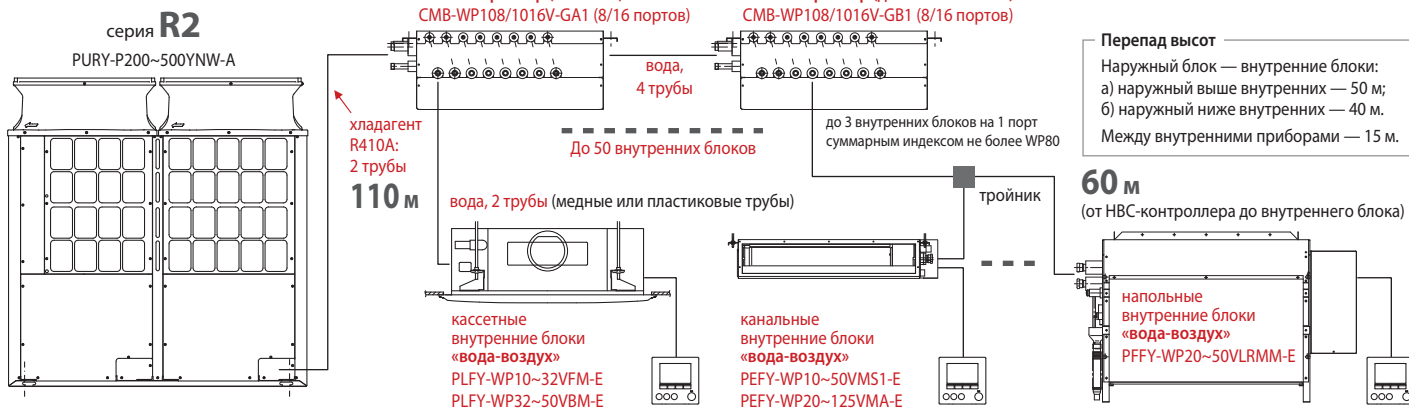 серия R2
PURY-P200~500YNW-A
CMB-WP108/1016V-GA1 (8/16 портов)
CMB-WP108/1016V-GB1 (8/16 портов)
хладагент
R410A:
2 трубы
110 м
вода,
4 трубы
До 50 внутренних блоков
до 3 внутренних блоков на 1 порт
суммарным индексом не более WP80
Перепад высот
Наружный блок — внутренние блоки:
а) наружный выше внутренних — 50 м;
б) наружный ниже внутренних — 40 м.
Между внутренними приборами — 15 м.
вода, 2 трубы (медные или пластиковые трубы)
тройник
60 м
(от HBC-контроллера до внутреннего блока)
кассетные
внутренние блоки
«вода-воздух»
PLFY-WP10~32VFM-E
PLFY-WP32~50VBM-E
канальные
внутренние блоки
«вода-воздух»
PEFY-WP10~50VMS1-E
PEFY-WP20~125VMA-E
напольные
внутренние блоки
«вода-воздух»
PFFY-WP20~50VLRMM-E